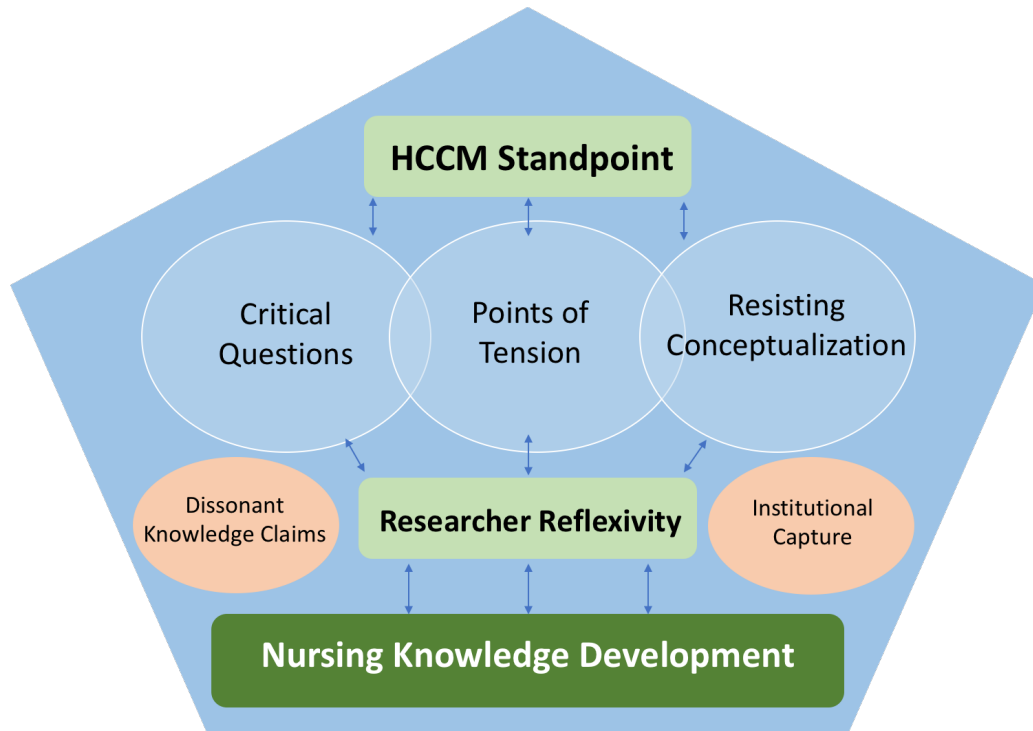 HCCM Standpoint
Critical
Questions
Points of
Tension
Resisting
Conceptualization
Dissonant
Knowledge Claims
Researcher Reflexivity
Institutional
Capture
Nursing Knowledge Development